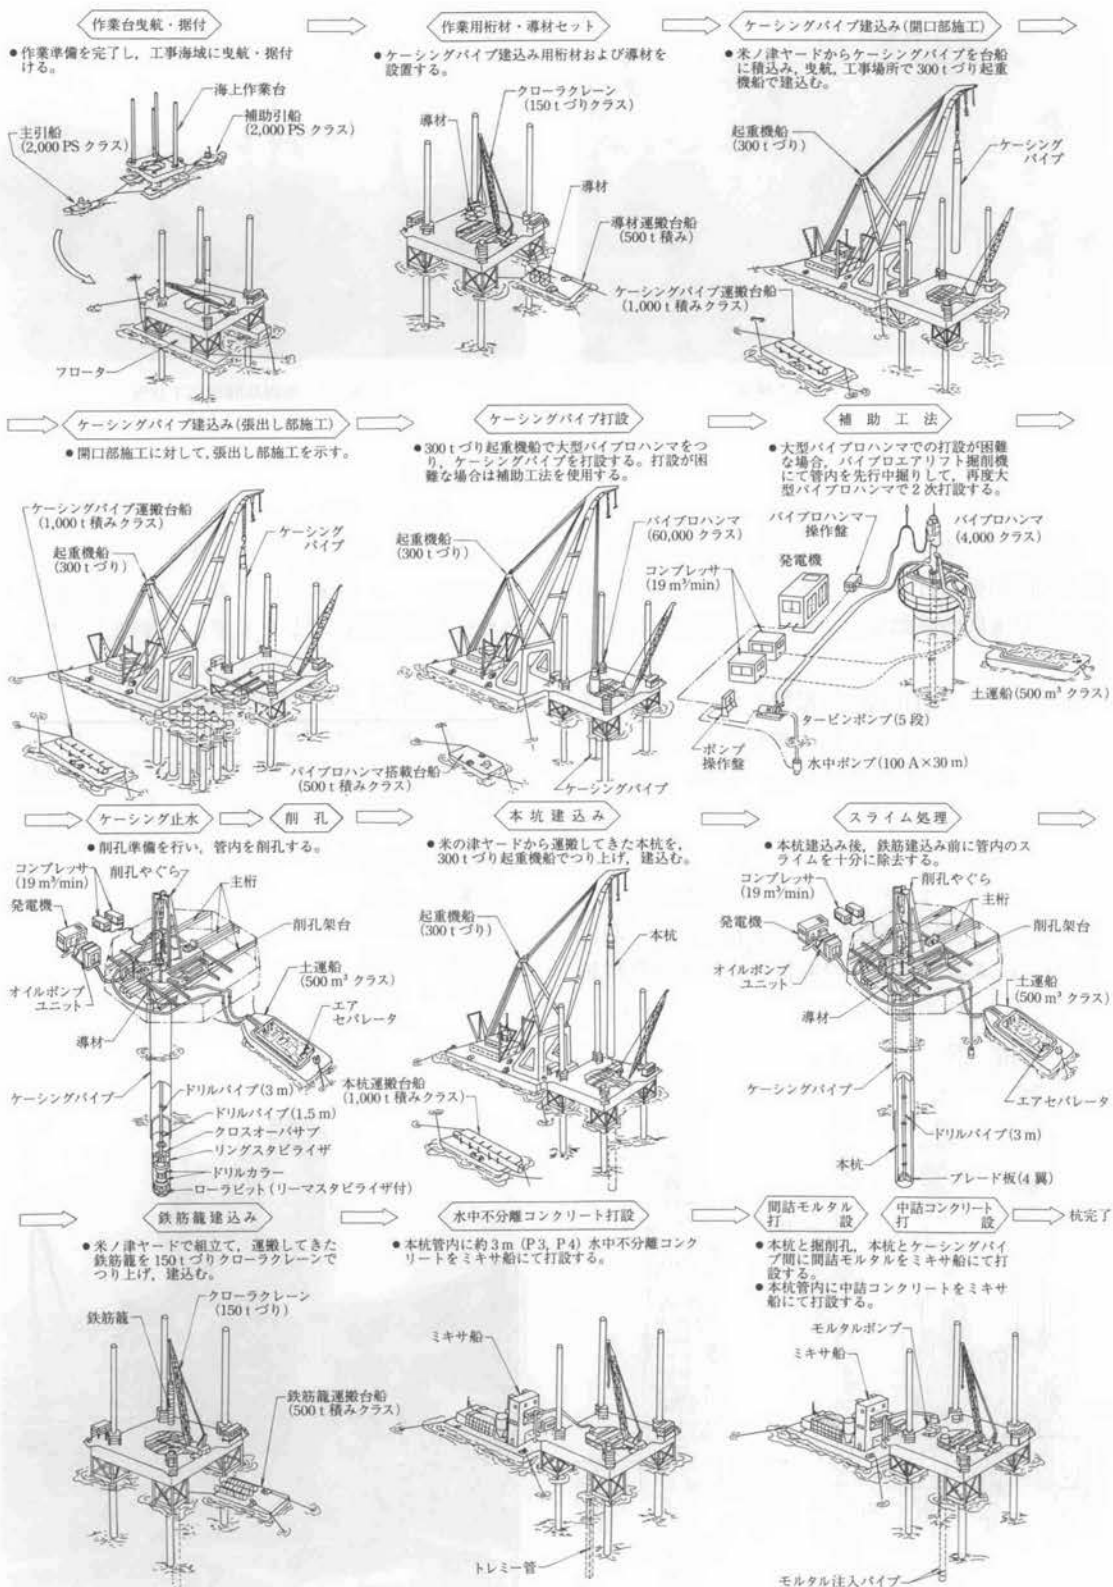 作業台曳航・据付
● 作業準備を完了し，工事海域に曳航・据付
ける。
海上作業台
補助引船
(2,000 PS クラス)
主引船
(2,000 PS クラス)
フロータ
作業用桁材・導材セット
● ケーシングパイプ建込み用桁材および導材を
設置する。
クローラクレーン
(150 t づりクラス)
導材
導材
導材運搬台船
(500 t 積み)
ケーシングパイプ建込み(開口部施工)
● 米ノ津ヤードからケーシングパイプを台船
に積込み，曳航，工事場所で 300 t づり起重
機船で建込む。
起重機船
(300 t づり)
ケーシング
パイプ
ケーシングパイプ運搬台船
(1,000 t 積みクラス)
ケーシングパイプ建込み(張出し部施工)
● 開口部施工に対して，張出し部施工を示す。
ケーシングパイプ運搬台船
(1,000 t 積みクラス)
起重機船
(300 t づり)
ケーシング
パイプ
ケーシングパイプ打設
● 300 t づり起重機船で大型バイブロハンマをつ
り，ケーシングパイプを打設する。打設が困
難な場合は補助工法を使用する。
起重機船
(300 t づり)
バイブロハンマ
(60,000 クラス)
バイブロハンマ搭載台船
(500 t 積みクラス)
ケーシングパイプ
補助工法
● 大型バイブロハンマでの打設が困難
な場合，バイブロエアリフト掘削機
にて管内を先行中掘りして，再度大
型バイブロハンマで 2 次打設する。
バイブロハンマ
操作盤
バイブロハンマ
(4,000 クラス)
発電機
コンプレッサ
(19 m³/min)
土運船(500 m³ クラス)
タービンポンプ(5 段)
ポンプ
操作盤
水中ポンプ(100 A×30 m)
ケーシング止水
削孔
● 削孔準備を行い，管内を削孔する。
コンプレッサ
(19 m³/min)
削孔やぐら
主桁
発電機
削孔架台
オイルポンプ
ユニット
土運船
(500 m³ クラス)
エア
セパレータ
導材
ケーシングパイプ
ドリルパイプ(3 m)
ドリルパイプ(1.5 m)
クロスオーバサブ
リングスタビライザ
ドリルカラー
ローラビット(リーマスタビライザ付)
本坑建込み
● 米の津ヤードから運搬してきた本杭を，
300 t づり起重機船でつり上げ，建込む。
起重機船
(300 t づり)
本杭
本杭運搬台船
(1,000 t 積みクラス)
スライム処理
● 本杭建込み後，鉄筋建込み前に管内のス
ライムを十分に除去する。
コンプレッサ
(19 m³/min)
削孔やぐら
主桁
発電機
削孔架台
オイルポンプ
ユニット
土運船
(500 m³ クラス)
導材
ケーシングパイプ
エアセパレータ
ドリルパイプ(3 m)
本杭
ブレード板(4 翼)
鉄筋籠建込み
● 米ノ津ヤードで組立て，運搬してきた
鉄筋籠を 150 t づりクローラクレーンで
つり上げ，建込む。
クローラクレーン
(150 t づり)
鉄筋籠
鉄筋籠運搬台船
(500 t 積みクラス)
水中不分離コンクリート打設
● 本杭管内に約 3 m (P3, P4) 水中不分離コンク
リートをミキサ船にて打設する。
ミキサ船
トレミー管
間詰モルタル
打設
中詰コンクリート
打設
杭完了
● 本杭と掘削孔，本杭とケーシングパイ
プ間に間詰モルタルをミキサ船にて打
設する。
● 本杭管内に中詰コンクリートをミキサ
船にて打設する。
モルタルポンプ
ミキサ船
モルタル注入パイプ